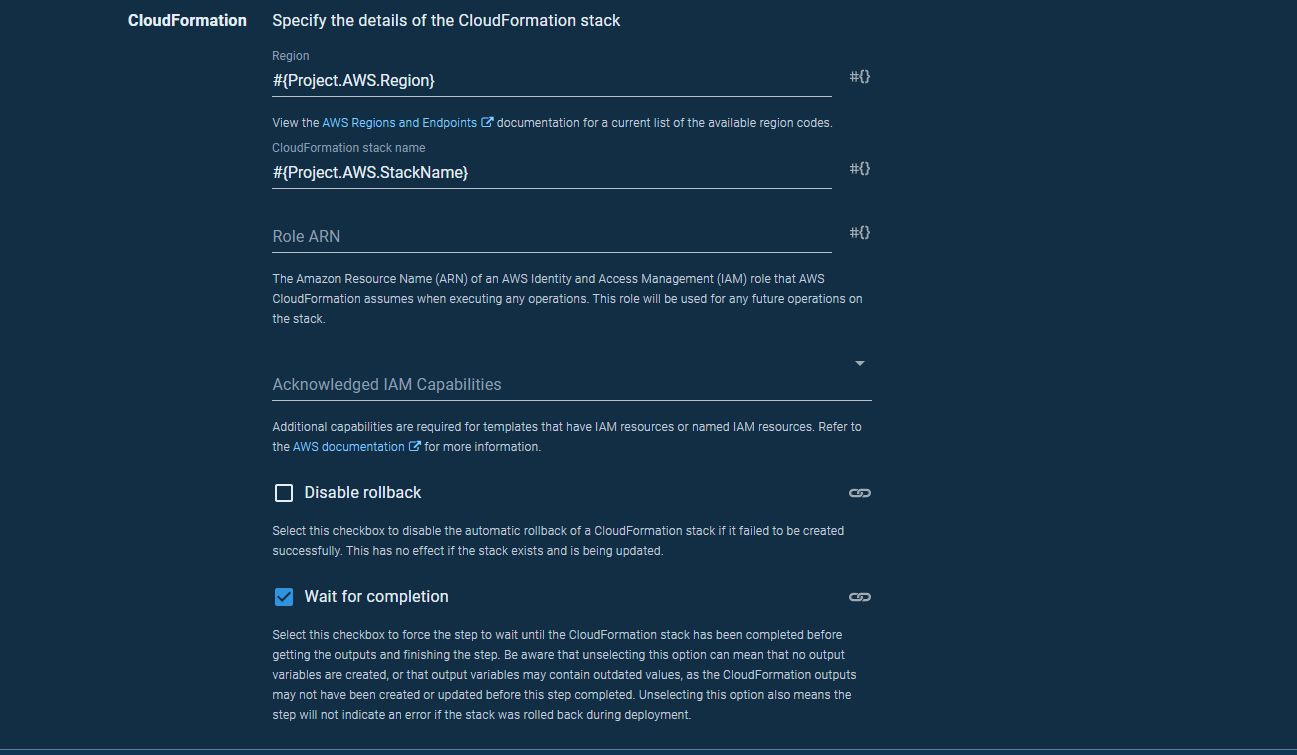 CloudFormation Specify the details of the CloudFormation stack
Region
#{Project.AWS.Region} #{}
View the AWS Regions and Endpoints documentation for a current list of the available region codes.
CloudFormation stack name
#{Project.AWS.StackName} #{}
Role ARN #{}
The Amazon Resource Name (ARN) of an AWS Identity and Access Management (IAM) role that AWS
CloudFormation assumes when executing any operations. This role will be used for any future operations on
the stack.
Acknowledged IAM Capabilities
Additional capabilities are required for templates that have IAM resources or named IAM resources. Refer to
the AWS documentation for more information.
Disable rollback
Select this checkbox to disable the automatic rollback of a CloudFormation stack if it failed to be created
successfully. This has no effect if the stack exists and is being updated.
Wait for completion
Select this checkbox to force the step to wait until the CloudFormation stack has been completed before
getting the outputs and finishing the step. Be aware that unselecting this option can mean that no output
variables are created, or that output variables may contain outdated values, as the CloudFormation outputs
may not have been created or updated before this step completed. Unselecting this option also means the
step will not indicate an error if the stack was rolled back during deployment.